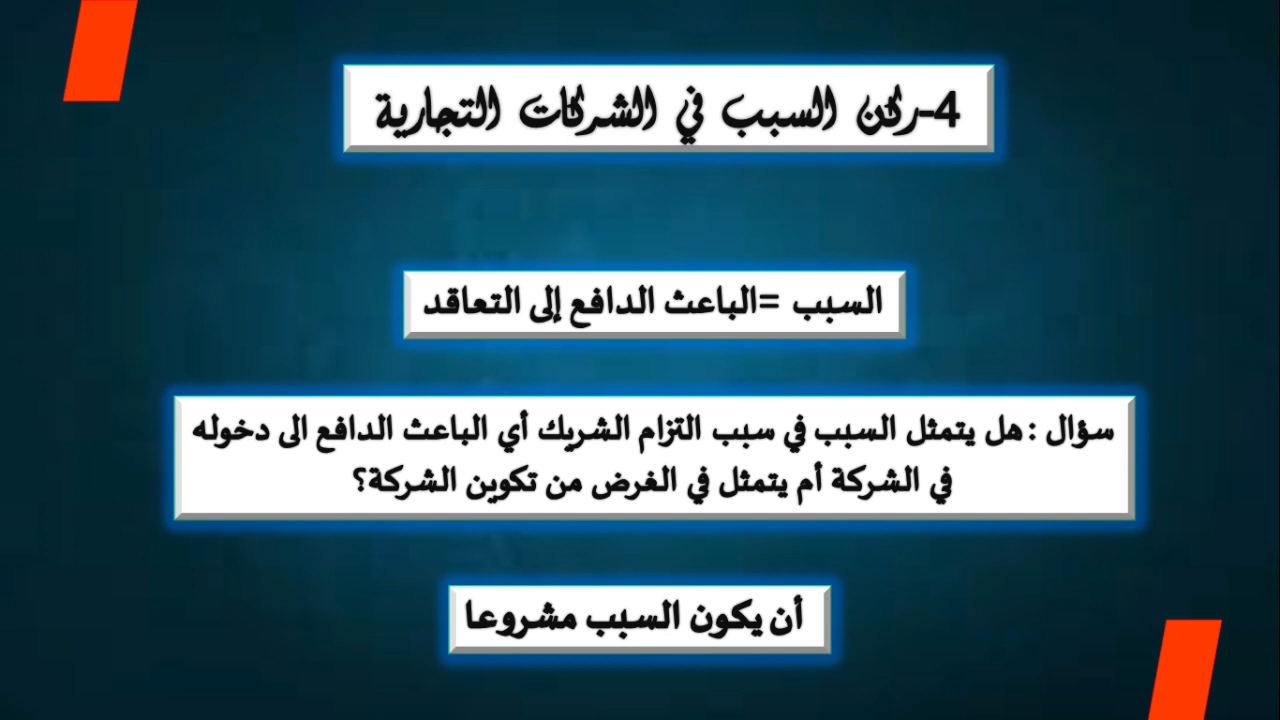 4-ركن السبب في الشركات التجارية
السبب =الباعث الدافع إلى التعاقد
سؤال : هل يتمثل السبب في سبب التزام الشريك أي الباعث الدافع الى دخوله
في الشركة أم يتمثل في الغرض من تكوين الشركة؟
أن يكون السبب مشروعا